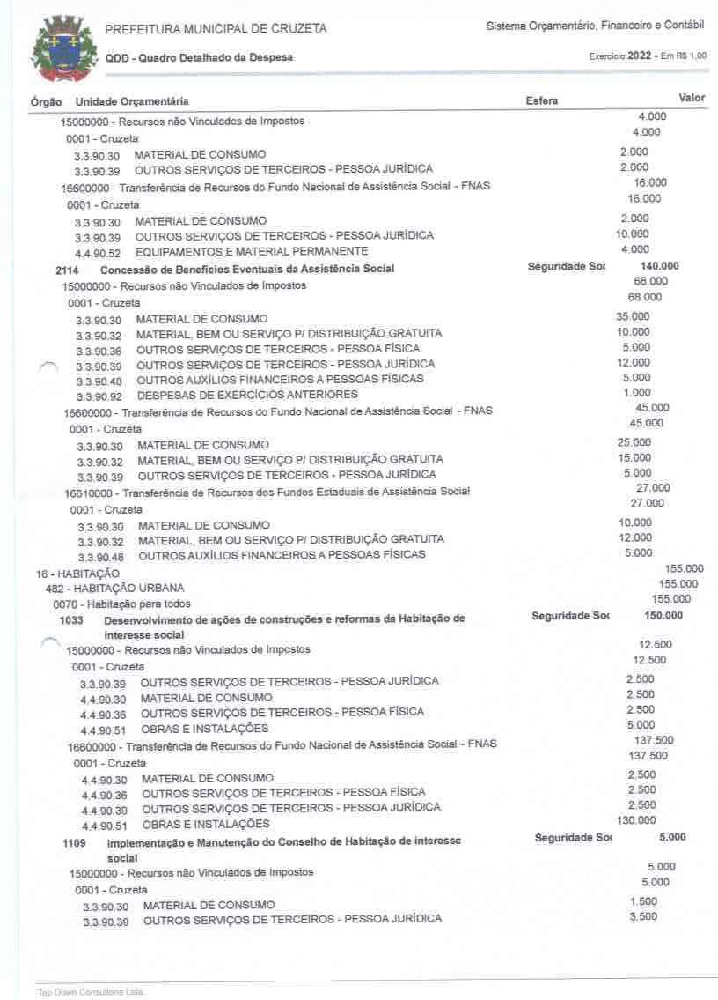 PREFEITURA MUNICIPAL DE CRUZETA
Sistema Orçamentário, Financeiro e Contábil
QDD - Quadro Detalhado da Despesa
Exercício: 2022 - Em R$ 1,00
Órgão Unidade Orçamentária Esfera Valor
15000000 - Recursos não Vinculados de Impostos 4.000
0001 - Cruzeta 4.000
3.3.90.30 MATERIAL DE CONSUMO 2.000
3.3.90.39 OUTROS SERVIÇOS DE TERCEIROS - PESSOA JURÍDICA 2.000
16600000 - Transferência de Recursos do Fundo Nacional de Assistência Social - FNAS 16.000
0001 - Cruzeta 16.000
3.3.90.30 MATERIAL DE CONSUMO 2.000
3.3.90.39 OUTROS SERVIÇOS DE TERCEIROS - PESSOA JURÍDICA 10.000
4.4.90.52 EQUIPAMENTOS E MATERIAL PERMANENTE 4.000
2114 Concessão de Benefícios Eventuais da Assistência Social Seguridade Soc 140.000
15000000 - Recursos não Vinculados de Impostos 68.000
0001 - Cruzeta 68.000
3.3.90.30 MATERIAL DE CONSUMO 35.000
3.3.90.32 MATERIAL, BEM OU SERVIÇO P/ DISTRIBUIÇÃO GRATUITA 10.000
3.3.90.36 OUTROS SERVIÇOS DE TERCEIROS - PESSOA FÍSICA 5.000
3.3.90.39 OUTROS SERVIÇOS DE TERCEIROS - PESSOA JURÍDICA 12.000
3.3.90.48 OUTROS AUXÍLIOS FINANCEIROS A PESSOAS FÍSICAS 5.000
3.3.90.92 DESPESAS DE EXERCÍCIOS ANTERIORES 1.000
16600000 - Transferência de Recursos do Fundo Nacional de Assistência Social - FNAS 45.000
0001 - Cruzeta 45.000
3.3.90.30 MATERIAL DE CONSUMO 25.000
3.3.90.32 MATERIAL, BEM OU SERVIÇO P/ DISTRIBUIÇÃO GRATUITA 15.000
3.3.90.39 OUTROS SERVIÇOS DE TERCEIROS - PESSOA JURÍDICA 5.000
16610000 - Transferência de Recursos dos Fundos Estaduais de Assistência Social 27.000
0001 - Cruzeta 27.000
3.3.90.30 MATERIAL DE CONSUMO 10.000
3.3.90.32 MATERIAL, BEM OU SERVIÇO P/ DISTRIBUIÇÃO GRATUITA 12.000
3.3.90.48 OUTROS AUXÍLIOS FINANCEIROS A PESSOAS FÍSICAS 5.000
16 - HABITAÇÃO 155.000
482 - HABITAÇÃO URBANA 155.000
0070 - Habitação para todos 155.000
1033 Desenvolvimento de ações de construções e reformas da Habitação de Seguridade Soc 150.000
interesse social
15000000 - Recursos não Vinculados de Impostos 12.500
0001 - Cruzeta 12.500
3.3.90.39 OUTROS SERVIÇOS DE TERCEIROS - PESSOA JURÍDICA 2.500
4.4.90.30 MATERIAL DE CONSUMO 2.500
4.4.90.36 OUTROS SERVIÇOS DE TERCEIROS - PESSOA FÍSICA 2.500
4.4.90.51 OBRAS E INSTALAÇÕES 5.000
16600000 - Transferência de Recursos do Fundo Nacional de Assistência Social - FNAS 137.500
0001 - Cruzeta 137.500
4.4.90.30 MATERIAL DE CONSUMO 2.500
4.4.90.36 OUTROS SERVIÇOS DE TERCEIROS - PESSOA FÍSICA 2.500
4.4.90.39 OUTROS SERVIÇOS DE TERCEIROS - PESSOA JURÍDICA 2.500
4.4.90.51 OBRAS E INSTALAÇÕES 130.000
1109 Implementação e Manutenção do Conselho de Habitação de interesse Seguridade Soc 5.000
social
15000000 - Recursos não Vinculados de Impostos 5.000
0001 - Cruzeta 5.000
3.3.90.30 MATERIAL DE CONSUMO 1.500
3.3.90.39 OUTROS SERVIÇOS DE TERCEIROS - PESSOA JURÍDICA 3.500
Top Down Consultoria Ltda.